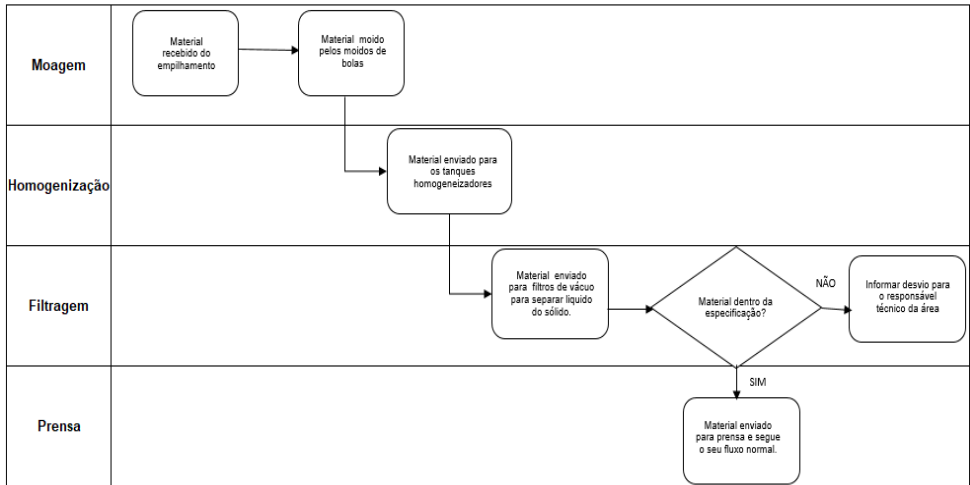 Moagem
Material
recebido do
empilhamento
Material moido
pelos moidos de
bolas
Homogenização
Material enviado para
os tanques
homogeneizadores
Filtragem
Material enviado
para filtros de vácuo
para separar liquido
do sólido.
Material dentro da
especificação?
NÃO
Informar desvio para
o responsável
técnico da área
SIM
Prensa
Material enviado
para prensa e segue
o seu fluxo normal.